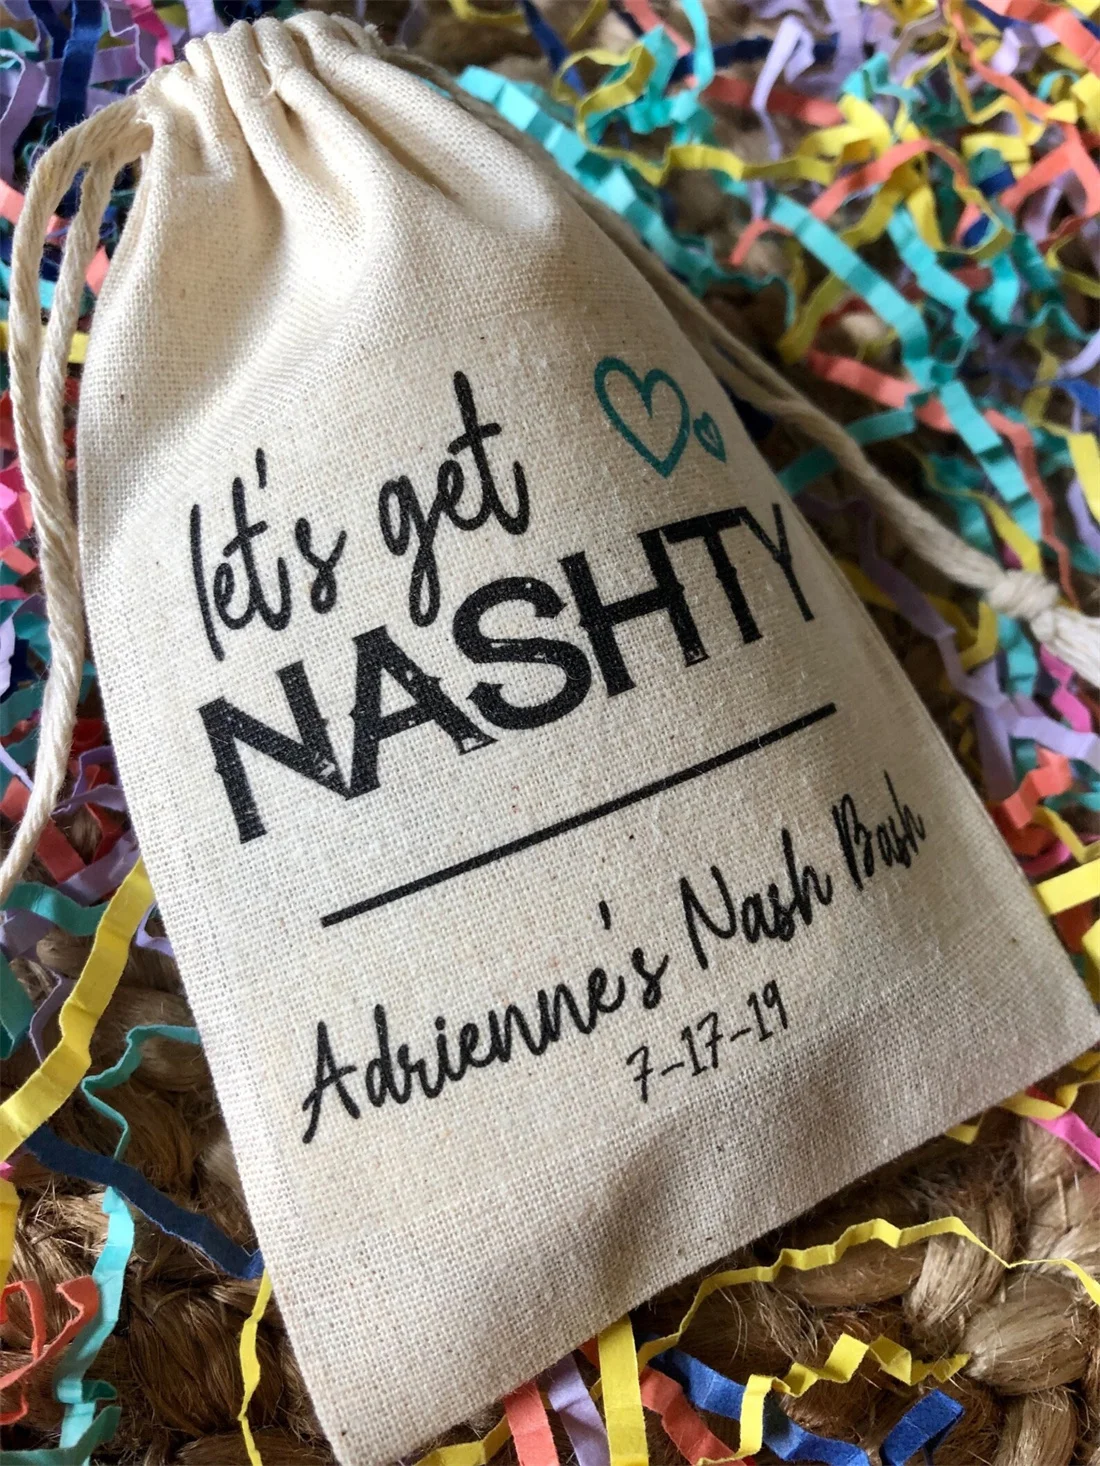 let's get
NASHTY
Adrienne's Nash Bash
7-17-19